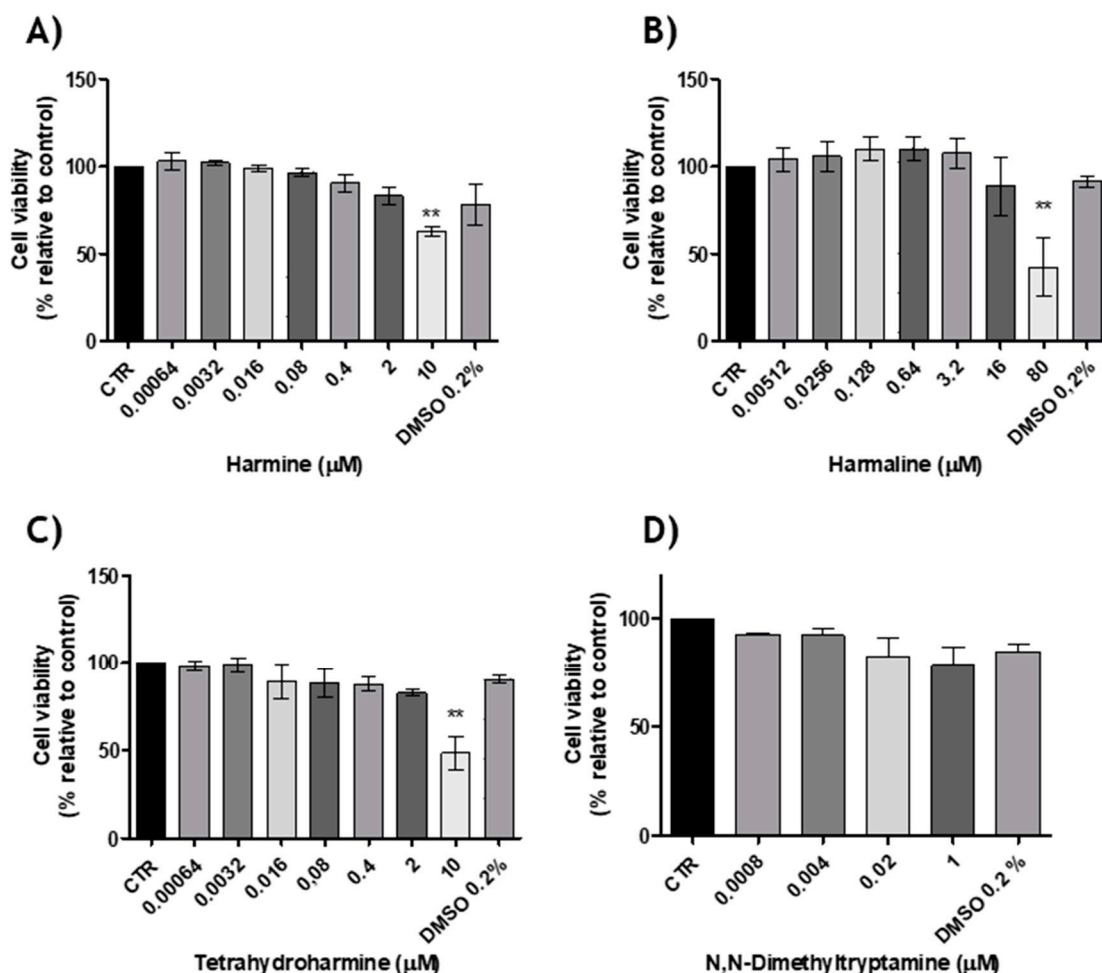 A)
Cell viability
(% relative to control)
150
100
50
0
**
CTR
0.00064
0.0032
0.016
0.08
0.4
2
10
DMSO 0.2%
Harmine (μM)
B)
Cell viability
(% relative to control)
150
100
50
0
**
CTR
0.00512
0.0256
0.128
0.64
3.2
16
80
DMSO 0,2%
Harmaline (μM)
C)
Cell viability
(% relative to control)
150
100
50
0
**
CTR
0.00064
0.0032
0.016
0,08
0.4
2
10
DMSO 0.2%
Tetrahydroharmine (μM)
D)
Cell viability
(% relative to control)
100
50
0
CTR
0.0008
0.004
0.02
1
DMSO 0.2%
N,N-Dimethyltryptamine (μM)